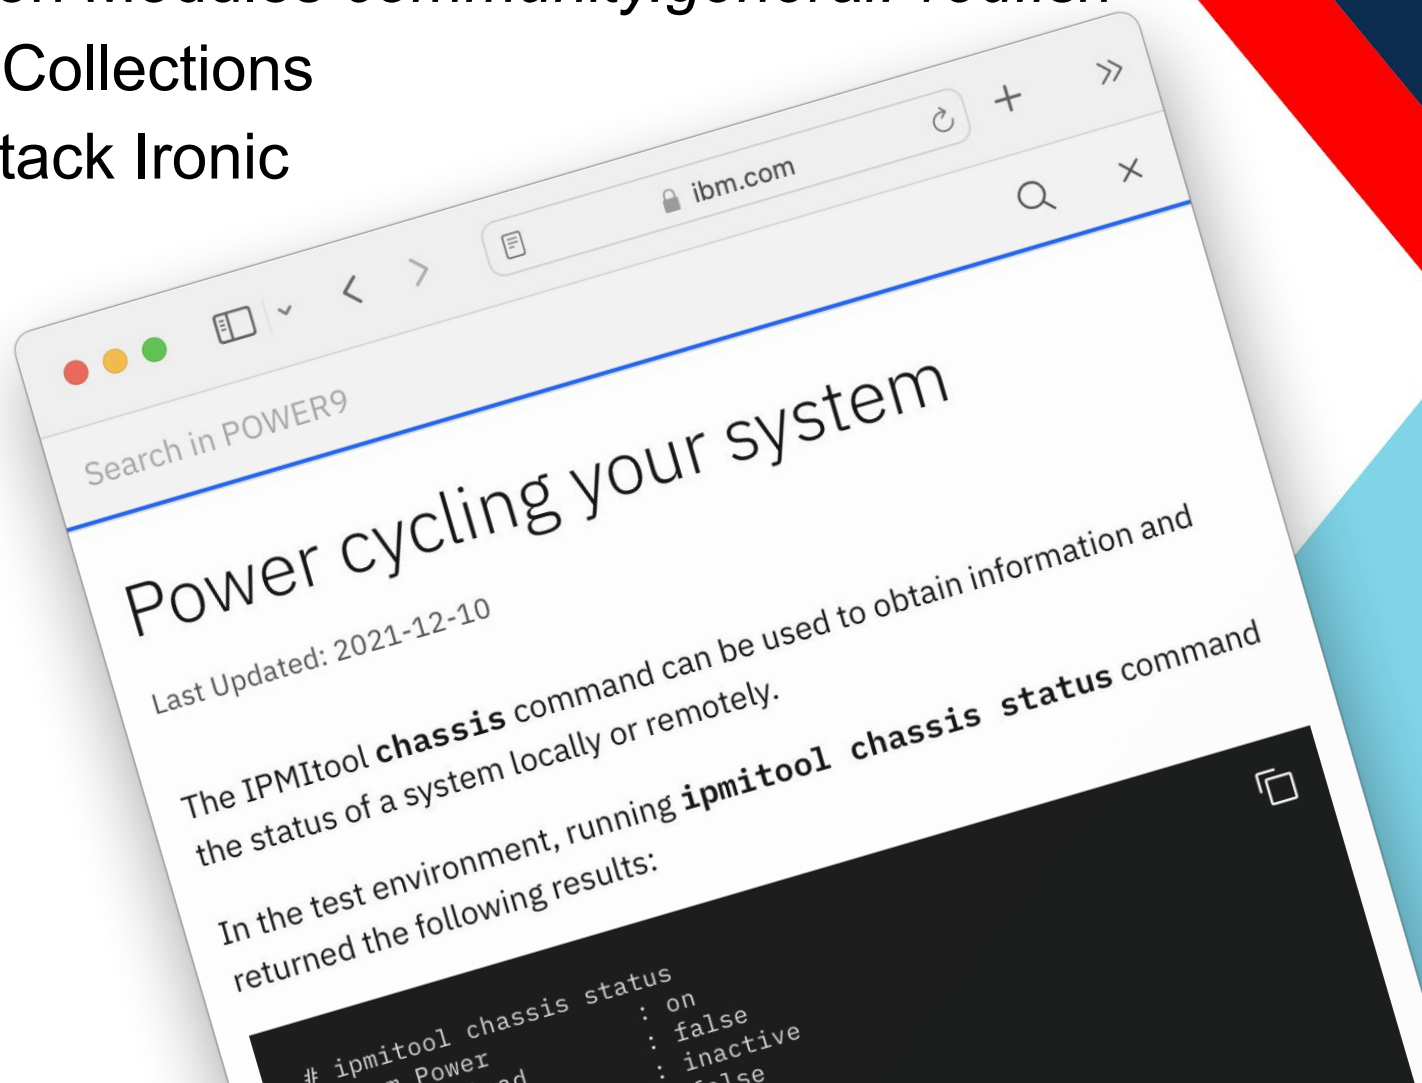 Collections
tack Ironic
ibm.com
Search in POWER9
Power cycling your system
Last Updated: 2021-12-10
The IPMItool chassis command can be used to obtain information and
the status of a system locally or remotely.
In the test environment, running ipmitool chassis status command
returned the following results:
# ipmitool chassis status
Power : on
: false
: inactive